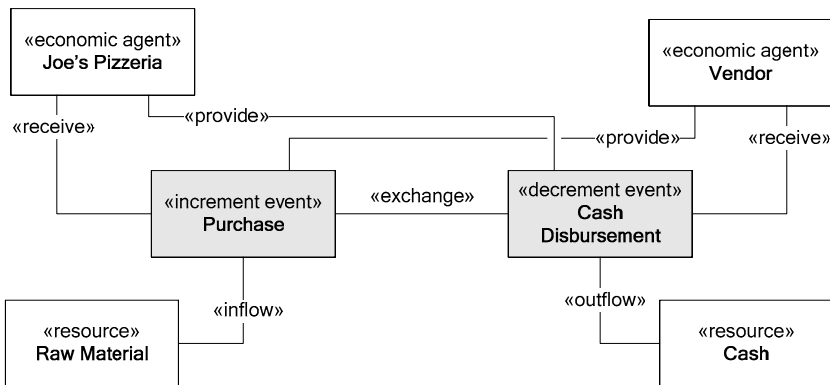 «economic agent»
Joe's Pizzeria
«economic agent»
Vendor
«receive»
«provide»
«provide»
«receive»
«increment event»
Purchase
«exchange»
«decrement event»
Cash
Disbursement
«inflow»
«outflow»
«resource»
Raw Material
«resource»
Cash